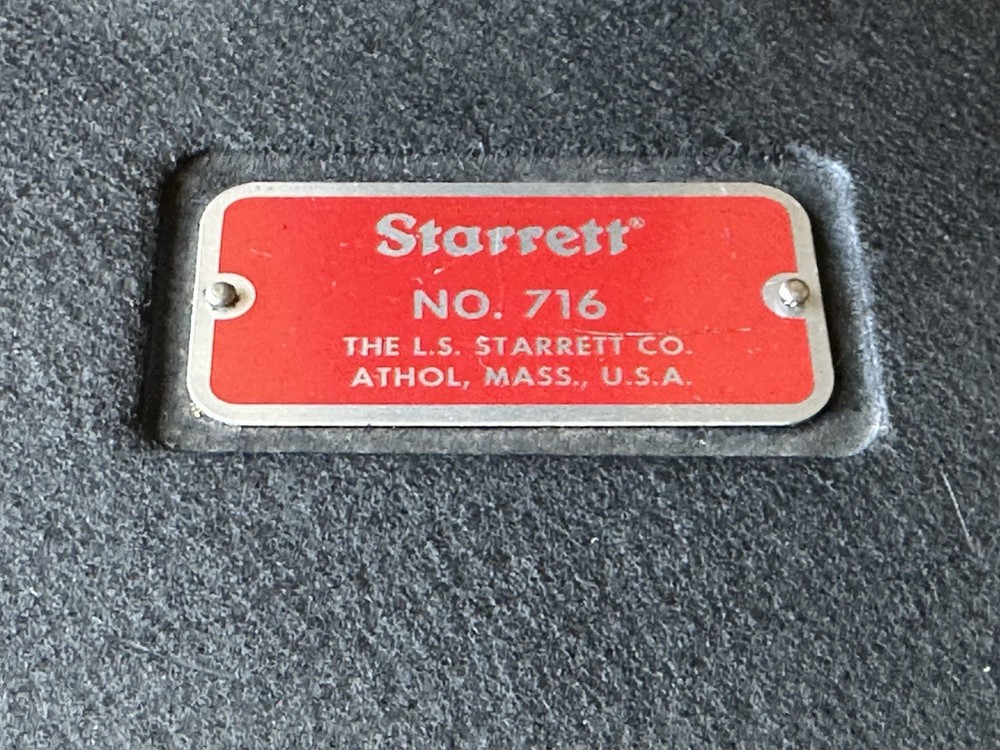 Starrett®
NO. 716
THE L.S. STARRETT CO.
ATHOL, MASS., U.S.A.